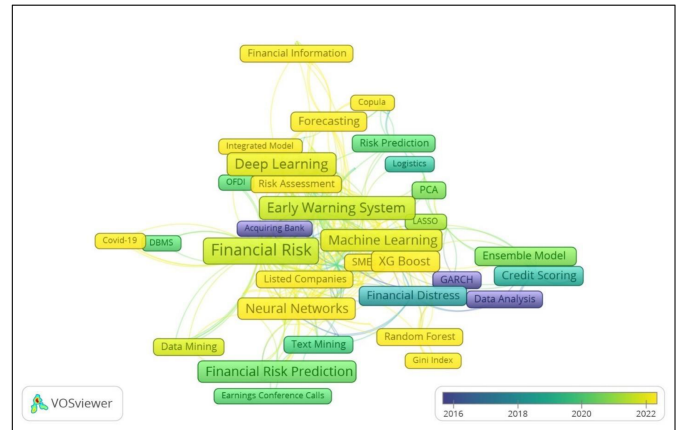 Financial Information
Copula
Forecasting
Risk Prediction
Integrated Model
Deep Learning
Logistics
OFDI
Risk Assessment
PCA
Early Warning System
LASSO
Acquiring Bank
Covid-19
DBMS
Machine Learning
Financial Risk
SME
XG Boost
Ensemble Model
Credit Scoring
Listed Companies
GARCH
Financial Distress
Data Analysis
Neural Networks
Random Forest
Text Mining
Data Mining
Gini Index
Financial Risk Prediction
Earnings Conference Calls
VOSviewer
2016 2018 2020 2022